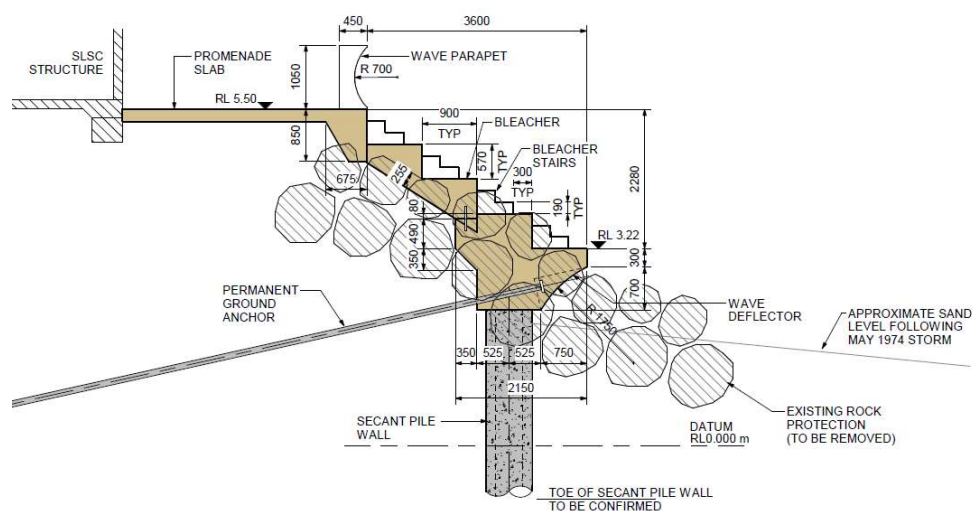 450
3600
SLSC
STRUCTURE
PROMENADE
SLAB
WAVE PARAPET
R 700
1050
RL 5.50
900
TYP
BLEACHER
850
570
TYP
BLEACHER
STAIRS
300
TYP
2280
675
255
190
TYP
80
490
350
RL 3.22
300
700
PERMANENT
GROUND
ANCHOR
WAVE
DEFLECTOR
R 1750
APPROXIMATE SAND
LEVEL FOLLOWING
MAY 1974 STORM
350
525
525
750
2150
SECANT PILE
WALL
DATUM
RL0.000 m
EXISTING ROCK
PROTECTION
(TO BE REMOVED)
TOE OF SECANT PILE WALL
TO BE CONFIRMED